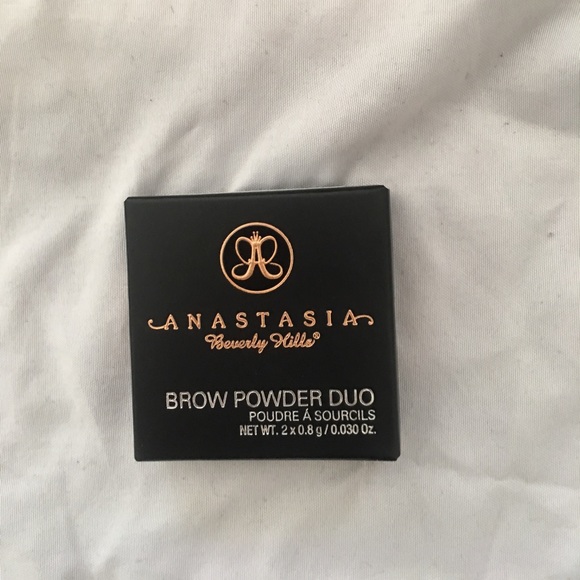 ANASTASIA
Beverly Hills®
BROW POWDER DUO
POUDRE Á SOURCILS
NET WT. 2 x 0.8 g / 0.030 Oz.